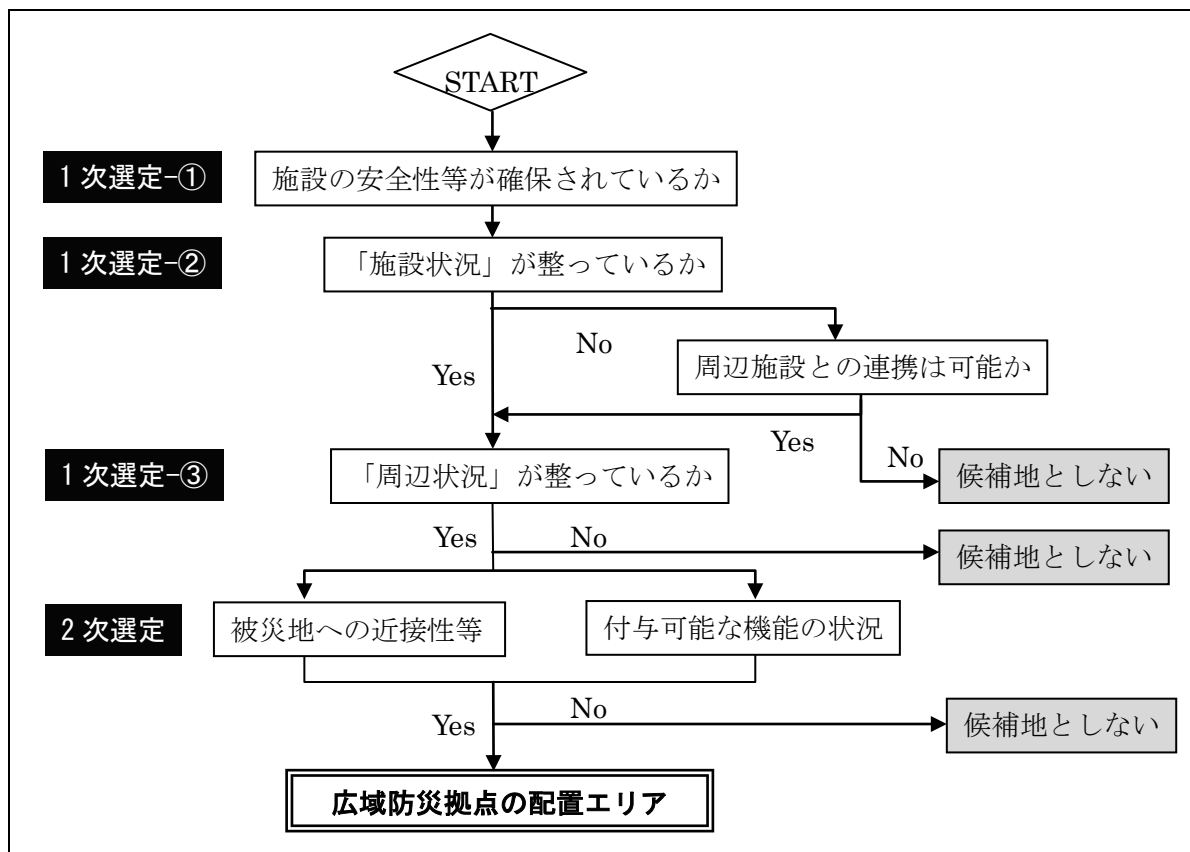 START
1次選定-①
施設の安全性等が確保されているか
1次選定-②
「施設状況」が整っているか
No
Yes
周辺施設との連携は可能か
Yes
No
1次選定-③
「周辺状況」が整っているか
候補地としない
Yes
No
候補地としない
2次選定
被災地への近接性等
付与可能な機能の状況
Yes
No
候補地としない
広域防災拠点の配置エリア